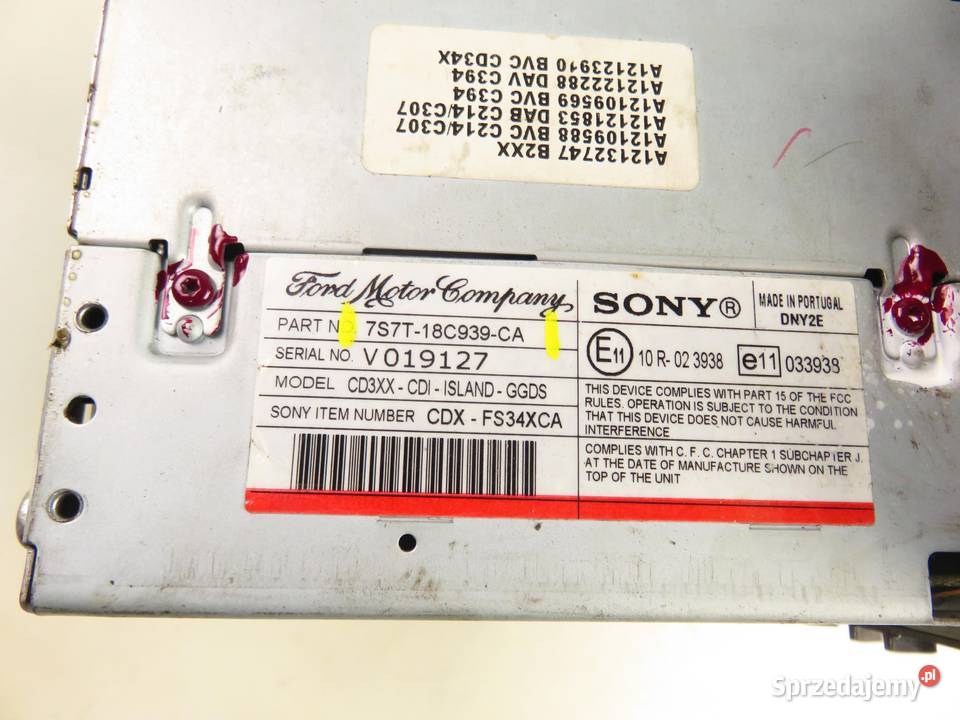 A12132747 B2XX
A12109588 BVC C214/C307
A12121853 DAB C214/C307
A12109569 BVC C394
A12122288 DAV C394
A12123910 BVC CD34X
Ford Motor Company
SONY®
MADE IN PORTUGAL
DNY2E
PART NO. 7S7T-18C939-CA
SERIAL NO. V019127
E11 10 R- 02 3938 e11 033938
MODEL CD3XX - CDI - ISLAND - GGDS
SONY ITEM NUMBER CDX - FS34XCA
THIS DEVICE COMPLIES WITH PART 15 OF THE FCC
RULES. OPERATION IS SUBJECT TO THE CONDITION
THAT THIS DEVICE DOES NOT CAUSE HARMFUL
INTERFERENCE
COMPLIES WITH C. F. C. CHAPTER 1 SUBCHAPTER J.
AT THE DATE OF MANUFACTURE SHOWN ON THE
TOP OF THE UNIT
Sprzedajemy.pl